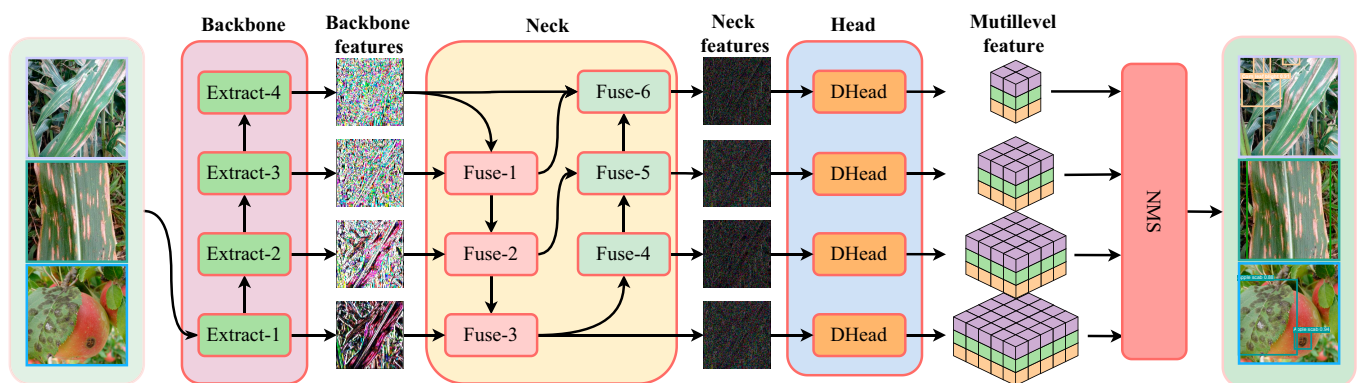 Backbone
Backbone
features
Neck
Neck
features
Head
Mutillevel
feature
Extract-4
Fuse-6
DHead
Extract-3
Fuse-1
Fuse-5
DHead
Extract-2
Fuse-2
Fuse-4
DHead
Extract-1
Fuse-3
DHead
NMS